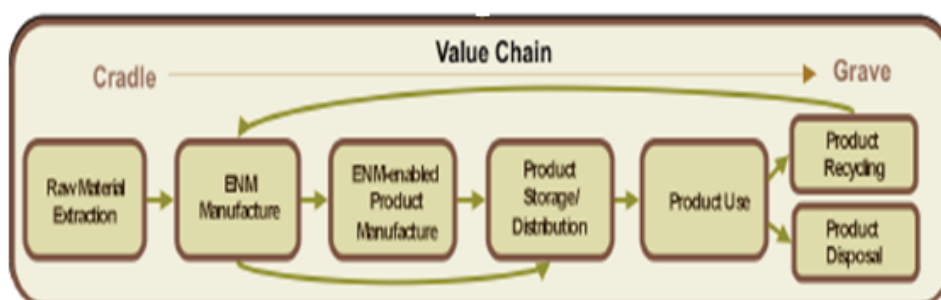 Value Chain
Cradle
Grave
Raw Material
Extraction
ENM
Manufacture
ENM-enabled
Product
Manufacture
Product
Storage/
Distribution
Product Use
Product
Recycling
Product
Disposal